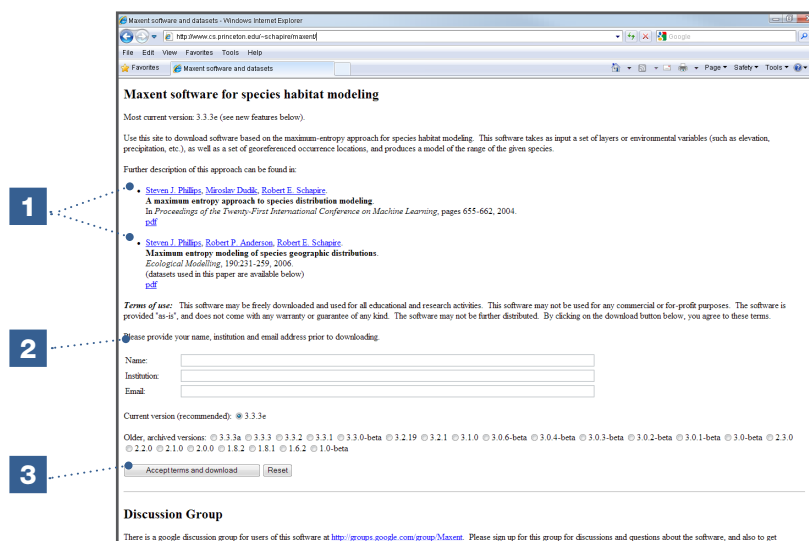 Maxent software and datasets - Windows Internet Explorer
http://www.cs.princeton.edu/~schapire/maxent/
Google
File Edit View Favorites Tools Help
Favorites Maxent software and datasets Page Safety Tools
Maxent software for species habitat modeling
Most current version: 3.3.3e (see new features below).
Use this site to download software based on the maximum-entropy approach for species habitat modeling. This software takes as input a set of layers or environmental variables (such as elevation,
precipitation, etc.), as well as a set of georeferenced occurrence locations, and produces a model of the range of the given species.
Further description of this approach can be found in:
1
• Steven J. Phillips, Miroslav Dudík, Robert E. Schapire.
A maximum entropy approach to species distribution modeling.
In Proceedings of the Twenty-First International Conference on Machine Learning, pages 655-662, 2004.
pdf
• Steven J. Phillips, Robert P. Anderson, Robert E. Schapire.
Maximum entropy modeling of species geographic distributions.
Ecological Modelling, 190:231-259, 2006.
(datasets used in this paper are available below)
pdf
Terms of use: This software may be freely downloaded and used for all educational and research activities. This software may not be used for any commercial or for-profit purposes. The software is
provided "as-is", and does not come with any warranty or guarantee of any kind. The software may not be further distributed. By clicking on the download button below, you agree to these terms.
2
Please provide your name, institution and email address prior to downloading.
Name:
Institution:
Email:
Current version (recommended): 3.3.3e
Older, archived versions: 3.3.3a 3.3.3 3.3.2 3.3.1 3.3.0-beta 3.2.19 3.2.1 3.1.0 3.0.6-beta 3.0.4-beta 3.0.3-beta 3.0.2-beta 3.0.1-beta 3.0-beta 2.3.0
2.2.0 2.1.0 2.0.0 1.8.2 1.8.1 1.6.2 1.0-beta
3
Accept terms and download Reset
Discussion Group
There is a google discussion group for users of this software at http://groups.google.com/group/Maxent. Please sign up for this group for discussions and questions about the software, and also to get